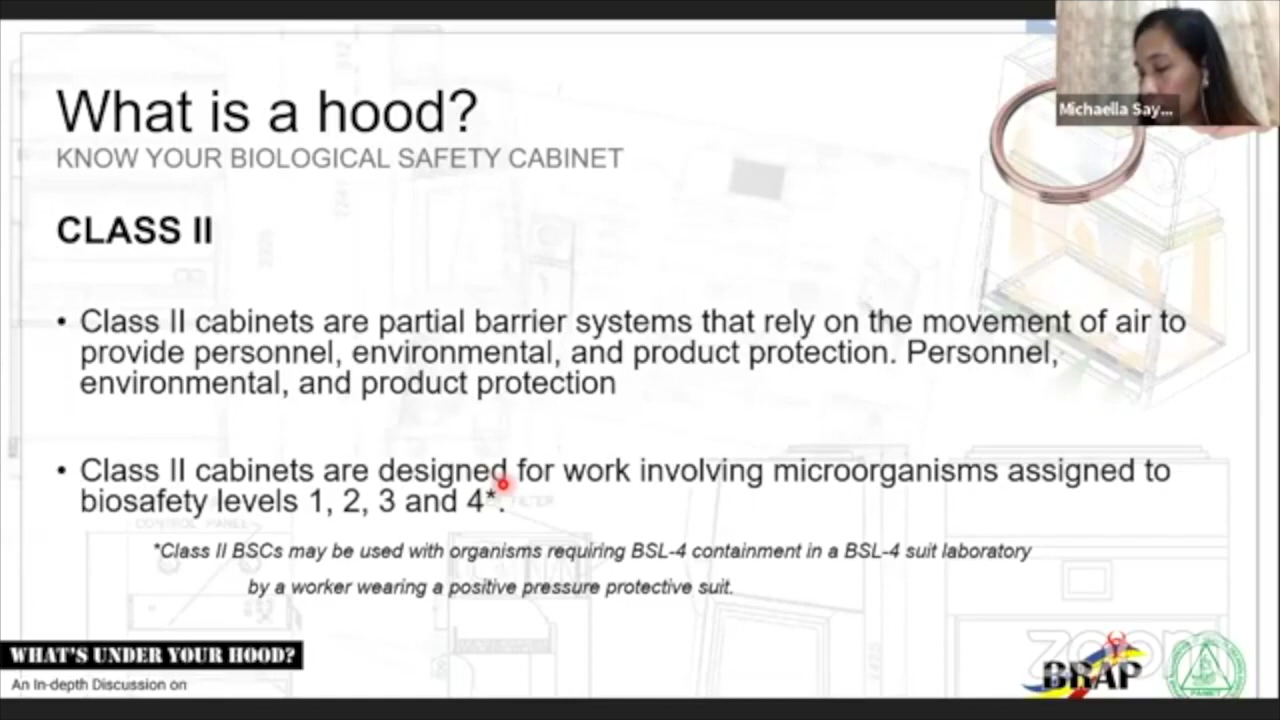 Michaella Say...
What is a hood?
KNOW YOUR BIOLOGICAL SAFETY CABINET
CLASS II
• Class II cabinets are partial barrier systems that rely on the movement of air to
provide personnel, environmental, and product protection. Personnel,
environmental, and product protection
• Class II cabinets are designed for work involving microorganisms assigned to
biosafety levels 1, 2, 3 and 4*.
*Class II BSCs may be used with organisms requiring BSL-4 containment in a BSL-4 suit laboratory
by a worker wearing a positive pressure protective suit.
CONTROL PANEL
WHAT'S UNDER YOUR HOOD?
An In-depth Discussion on
zoom
BRAP